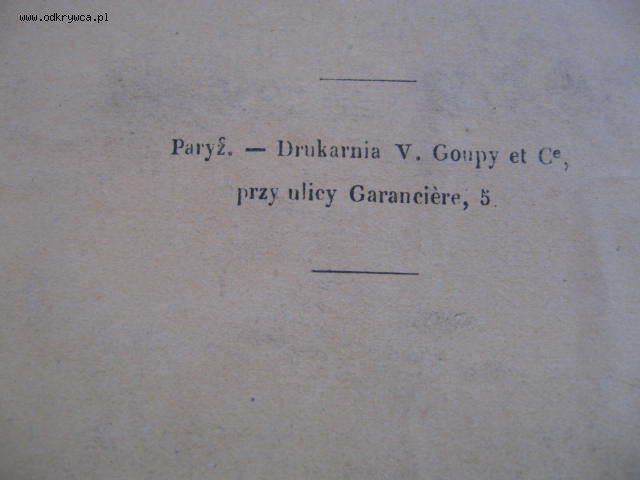 www.odkrywca.pl
Paryż. — Drukarnia V. Goupy et Cᵉ,
przy ulicy Garancière, 5.